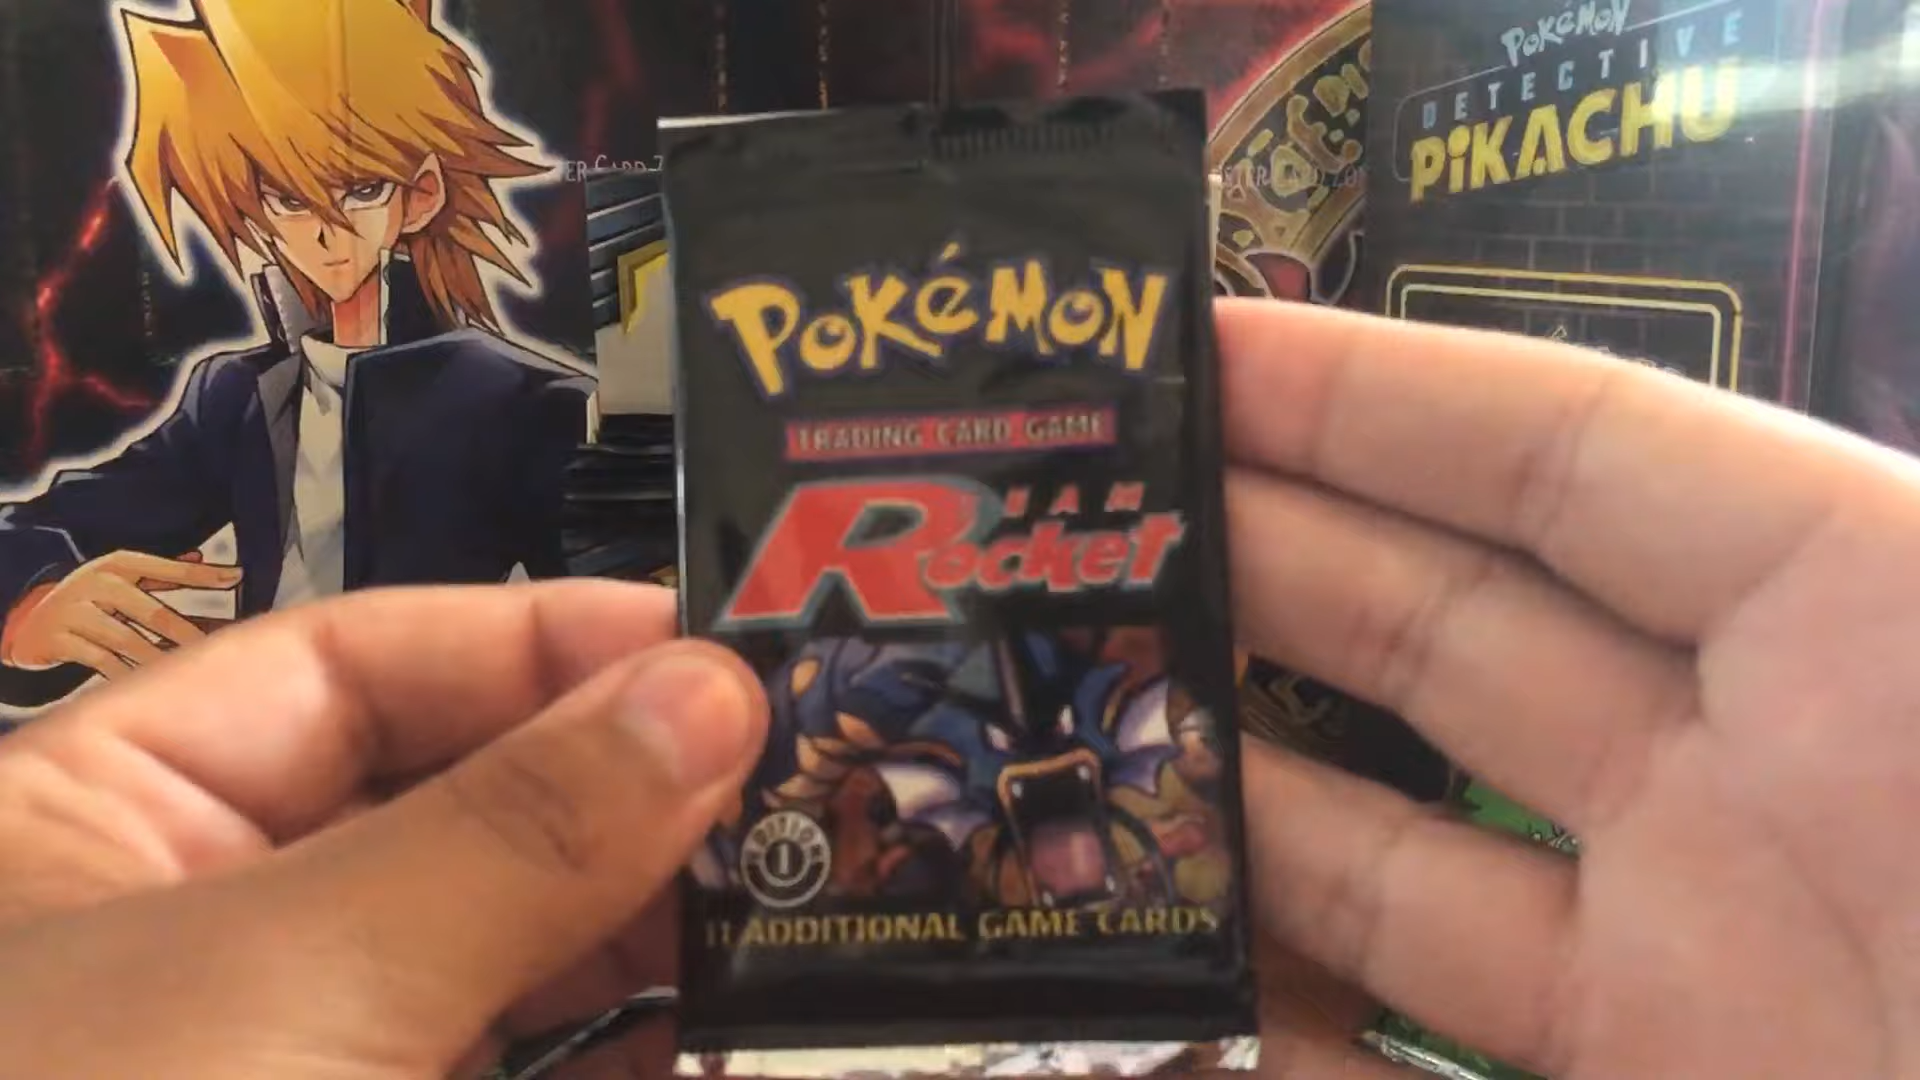 Pokémon
DETECTIVE
PIKACHU
POKÉMON
TRADING CARD GAME
TEAM
Rocket
EDITION
1
11 ADDITIONAL GAME CARDS